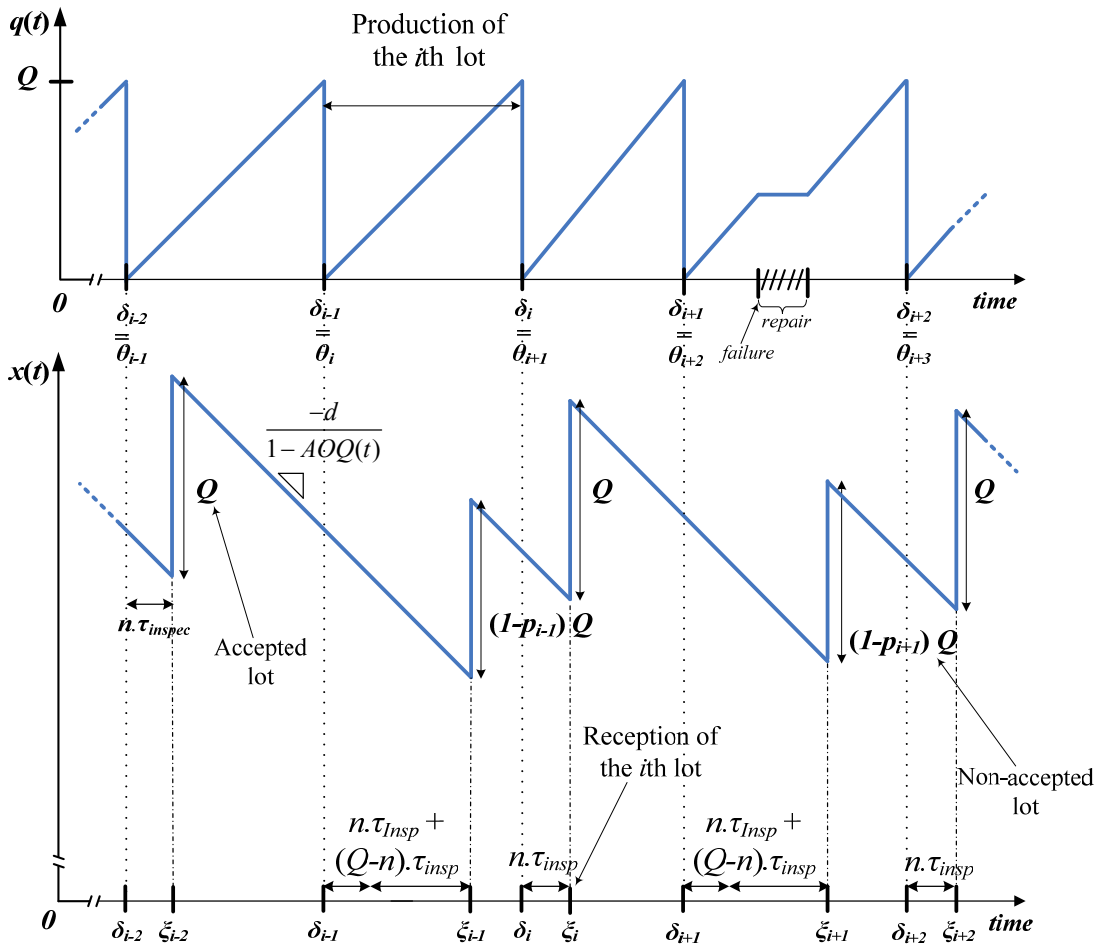 q(t)
Production of
the ith lot
Q
0
δi-2
δi-1
δi
δi+1
δi+2
time
= = = = =
θi-1
θi
θi+1
θi+2
θi+3
failure
repair
x(t)
−d
1− AOQ(t)
Q
Q
Q
n.τinspec
Accepted
lot
(1-pi-1) Q
(1-pi+1) Q
Reception of
the ith lot
Non-accepted
lot
n.τInsp +
(Q-n).τinsp
n.τinsp
n.τInsp +
(Q-n).τinsp
n.τinsp
0
δi-2
ξi-2
δi-1
ξi-1
δi
ξi
δi+1
ξi+1
δi+2
ξi+2
time